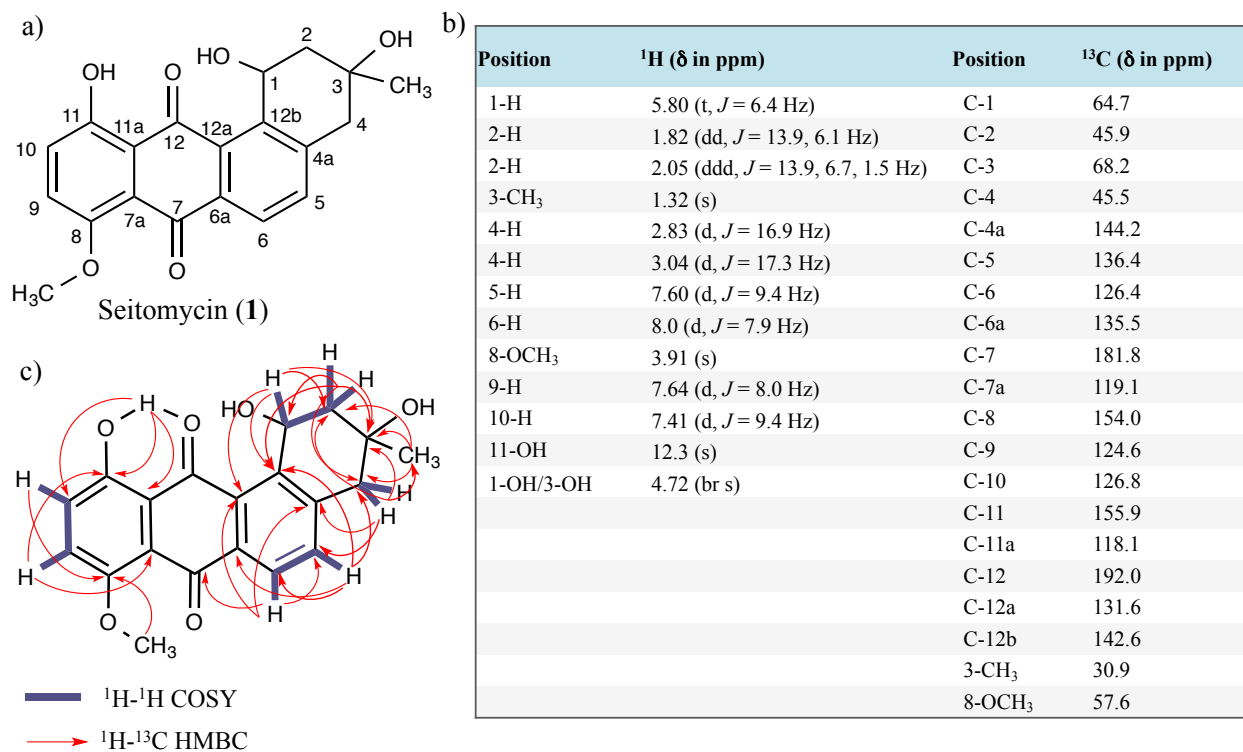 a)
HO
2
OH
OH
O
1
3
CH₃
11
12b
4
11a
12
12a
10
4a
9
7a
7
6a
5
8
6
O
O
H₃C
Seitomycin (1)
b)
Position ¹H (δ in ppm) Position ¹³C (δ in ppm)
1-H 5.80 (t, J = 6.4 Hz) C-1 64.7
2-H 1.82 (dd, J = 13.9, 6.1 Hz) C-2 45.9
2-H 2.05 (ddd, J = 13.9, 6.7, 1.5 Hz) C-3 68.2
3-CH₃ 1.32 (s) C-4 45.5
4-H 2.83 (d, J = 16.9 Hz) C-4a 144.2
4-H 3.04 (d, J = 17.3 Hz) C-5 136.4
5-H 7.60 (d, J = 9.4 Hz) C-6 126.4
6-H 8.0 (d, J = 7.9 Hz) C-6a 135.5
8-OCH₃ 3.91 (s) C-7 181.8
9-H 7.64 (d, J = 8.0 Hz) C-7a 119.1
10-H 7.41 (d, J = 9.4 Hz) C-8 154.0
11-OH 12.3 (s) C-9 124.6
1-OH/3-OH 4.72 (br s) C-10 126.8
C-11 155.9
C-11a 118.1
C-12 192.0
C-12a 131.6
C-12b 142.6
3-CH₃ 30.9
8-OCH₃ 57.6
c)
H
H
H
H
HO
OH
O
O
CH₃
H
H
H
H
H
H
O
O
CH₃
¹H-¹H COSY
¹H-¹³C HMBC